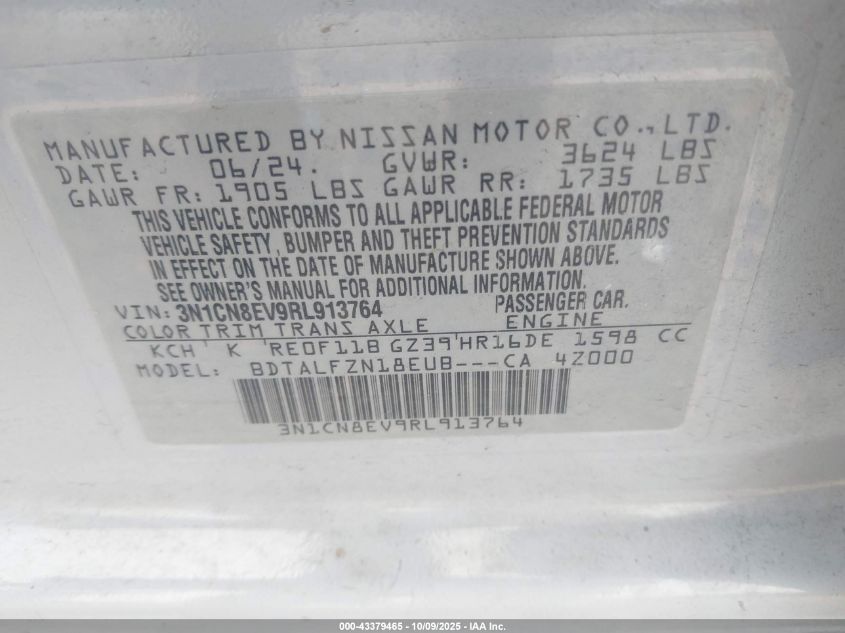 MANUFACTURED BY NISSAN MOTOR CO.,LTD.
DATE: 06/24. GVWR: 3624 LBS
GAWR FR: 1905 LBS GAWR RR: 1735 LBS
THIS VEHICLE CONFORMS TO ALL APPLICABLE FEDERAL MOTOR
VEHICLE SAFETY, BUMPER AND THEFT PREVENTION STANDARDS
IN EFFECT ON THE DATE OF MANUFACTURE SHOWN ABOVE.
SEE OWNER'S MANUAL FOR ADDITIONAL INFORMATION.
VIN: 3N1CN8EV9RL913764 PASSENGER CAR.
COLOR TRIM TRANS AXLE ENGINE
KCH' K 'RE0F11B GZ39'HR16DE 1598 CC
MODEL: BDTALFZN18EUB---CA 4Z000
3N1CN8EV9RL913764
000-43379465 - 10/09/2025 - IAA Inc.